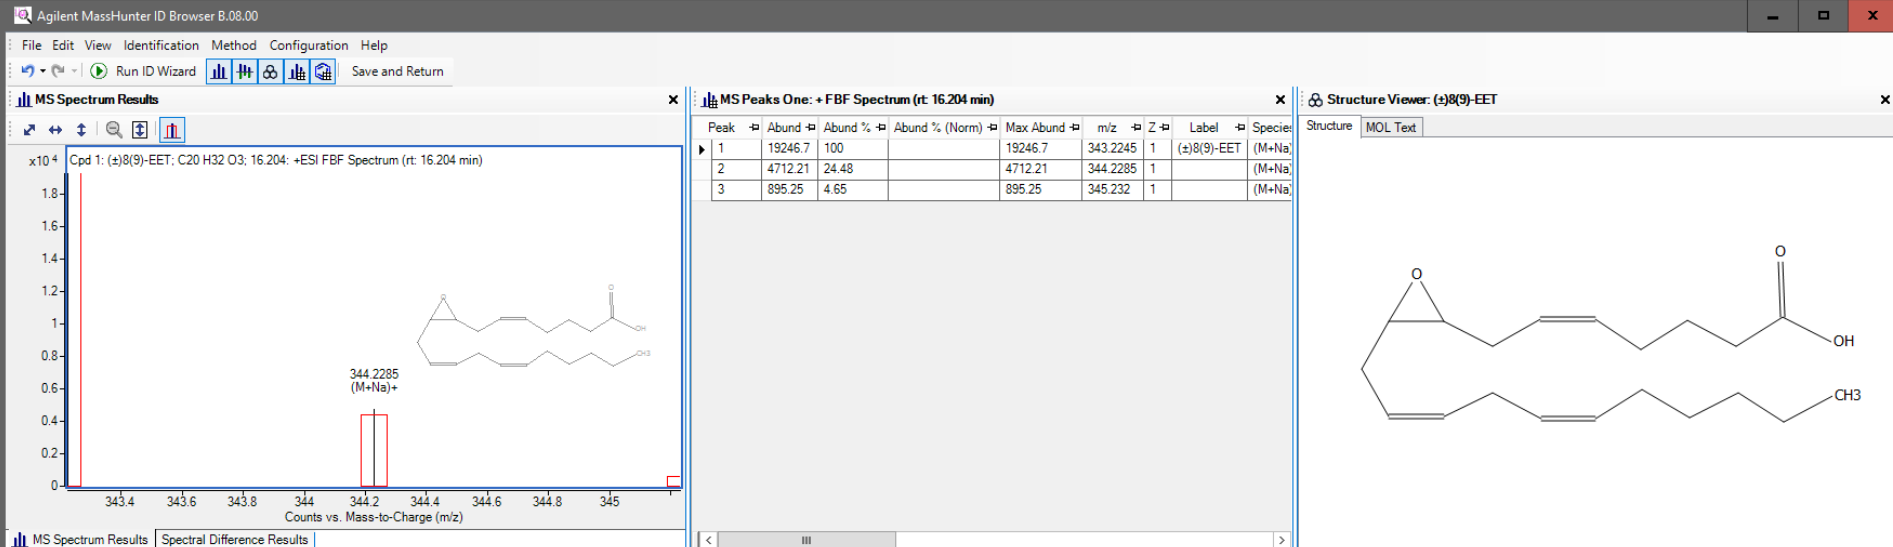 Agilent MassHunter ID Browser B.08.00
File Edit View Identification Method Configuration Help
Run ID Wizard Save and Return
MS Spectrum Results
x10 4
Cpd 1: (±)8(9)-EET; C20 H32 O3; 16.204: +ESI FBF Spectrum (rt: 16.204 min)
1.8
1.6
1.4
1.2
1
0.8
0.6
0.4
0.2
0
O
O
OH
CH3
344.2285
(M+Na)+
343.4 343.6 343.8 344 344.2 344.4 344.6 344.8 345
Counts vs. Mass-to-Charge (m/z)
MS Spectrum Results Spectral Difference Results
MS Peaks One: + FBF Spectrum (rt: 16.204 min)
Peak Abund Abund % Abund % (Norm) Max Abund m/z Z Label Species
1 19246.7 100 19246.7 343.2245 1 (±)8(9)-EET (M+Na)
2 4712.21 24.48 4712.21 344.2285 1 (M+Na)
3 895.25 4.65 895.25 345.232 1 (M+Na)
Structure Viewer: (±)8(9)-EET
Structure MOL Text
O
O
OH
CH3